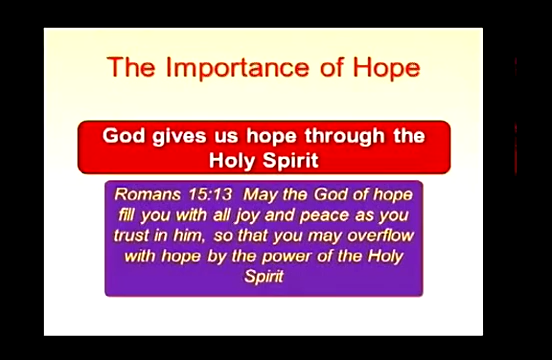 The Importance of Hope
God gives us hope through the
Holy Spirit
Romans 15:13 May the God of hope
fill you with all joy and peace as you
trust in him, so that you may overflow
with hope by the power of the Holy
Spirit